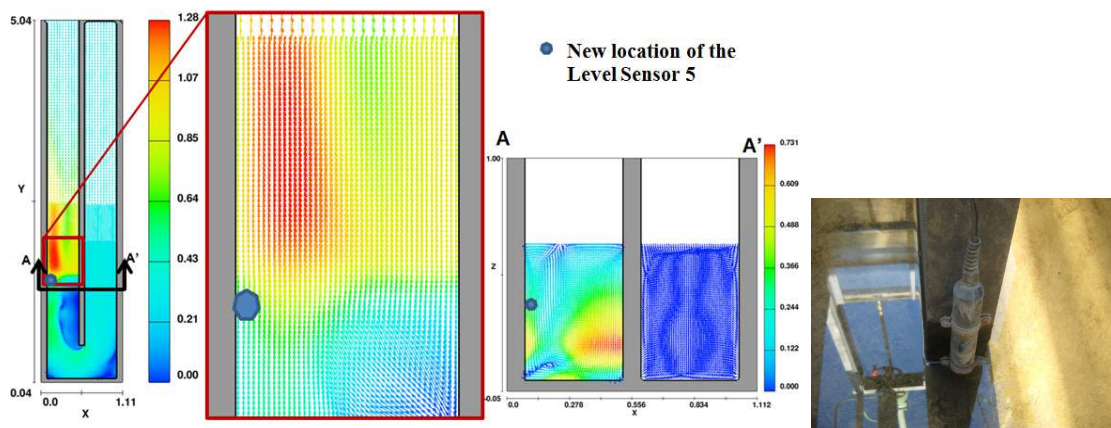 5.04
Y
A
A'
0.04
0.0
1.11
X
1.28
1.07
0.85
0.64
0.43
0.21
0.00
New location of the
Level Sensor 5
A
A'
1.00
Z
-0.05
0.0
0.278
0.556
0.834
1.112
X
0.731
0.609
0.488
0.366
0.244
0.122
0.000